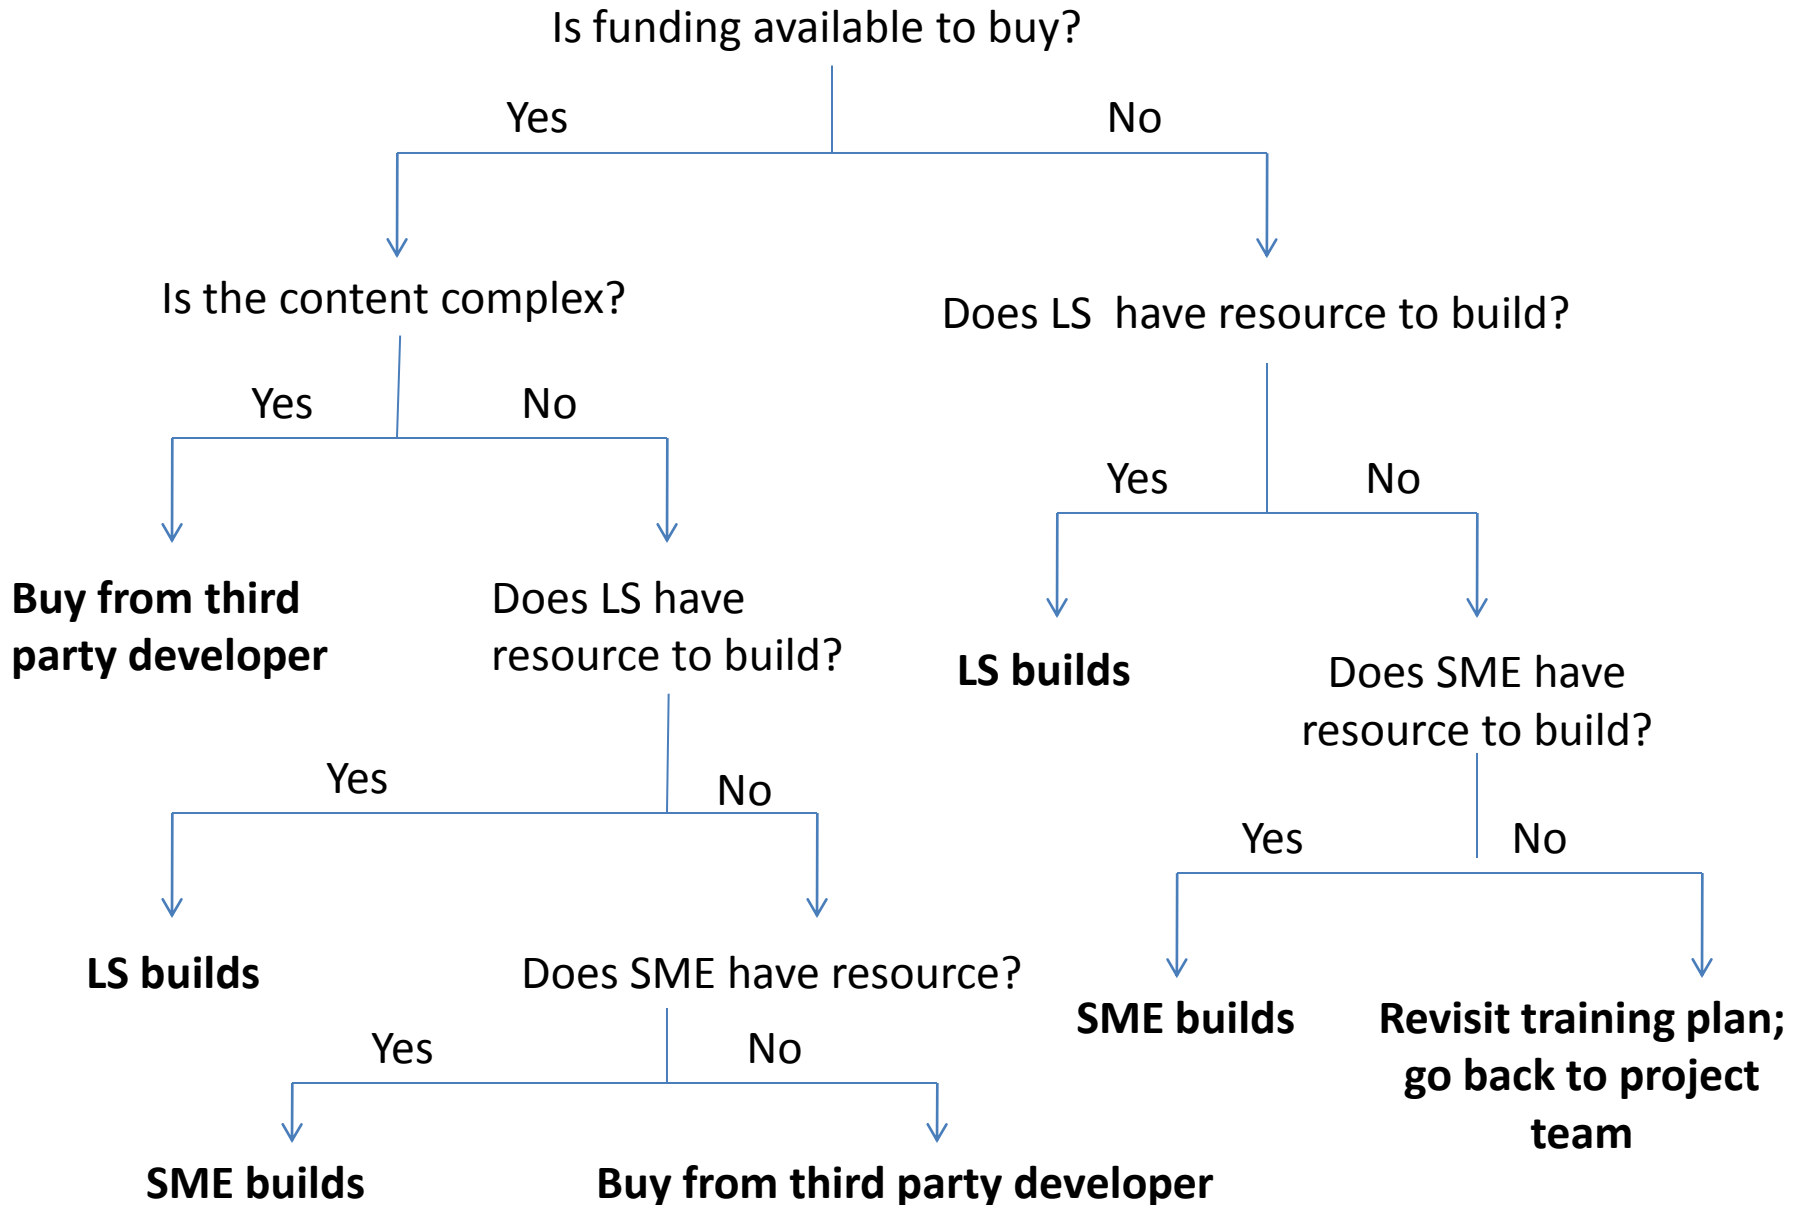 Is funding available to buy?
Yes
No
Is the content complex?
Does LS  have resource to build?
Yes
No
Yes
No
Buy from third
party developer
Does LS have
resource to build?
LS builds
Does SME have
resource to build?
Yes
No
Yes
No
LS builds
Does SME have resource?
SME builds
Revisit training plan;
go back to project
team
Yes
No
SME builds
Buy from third party developer